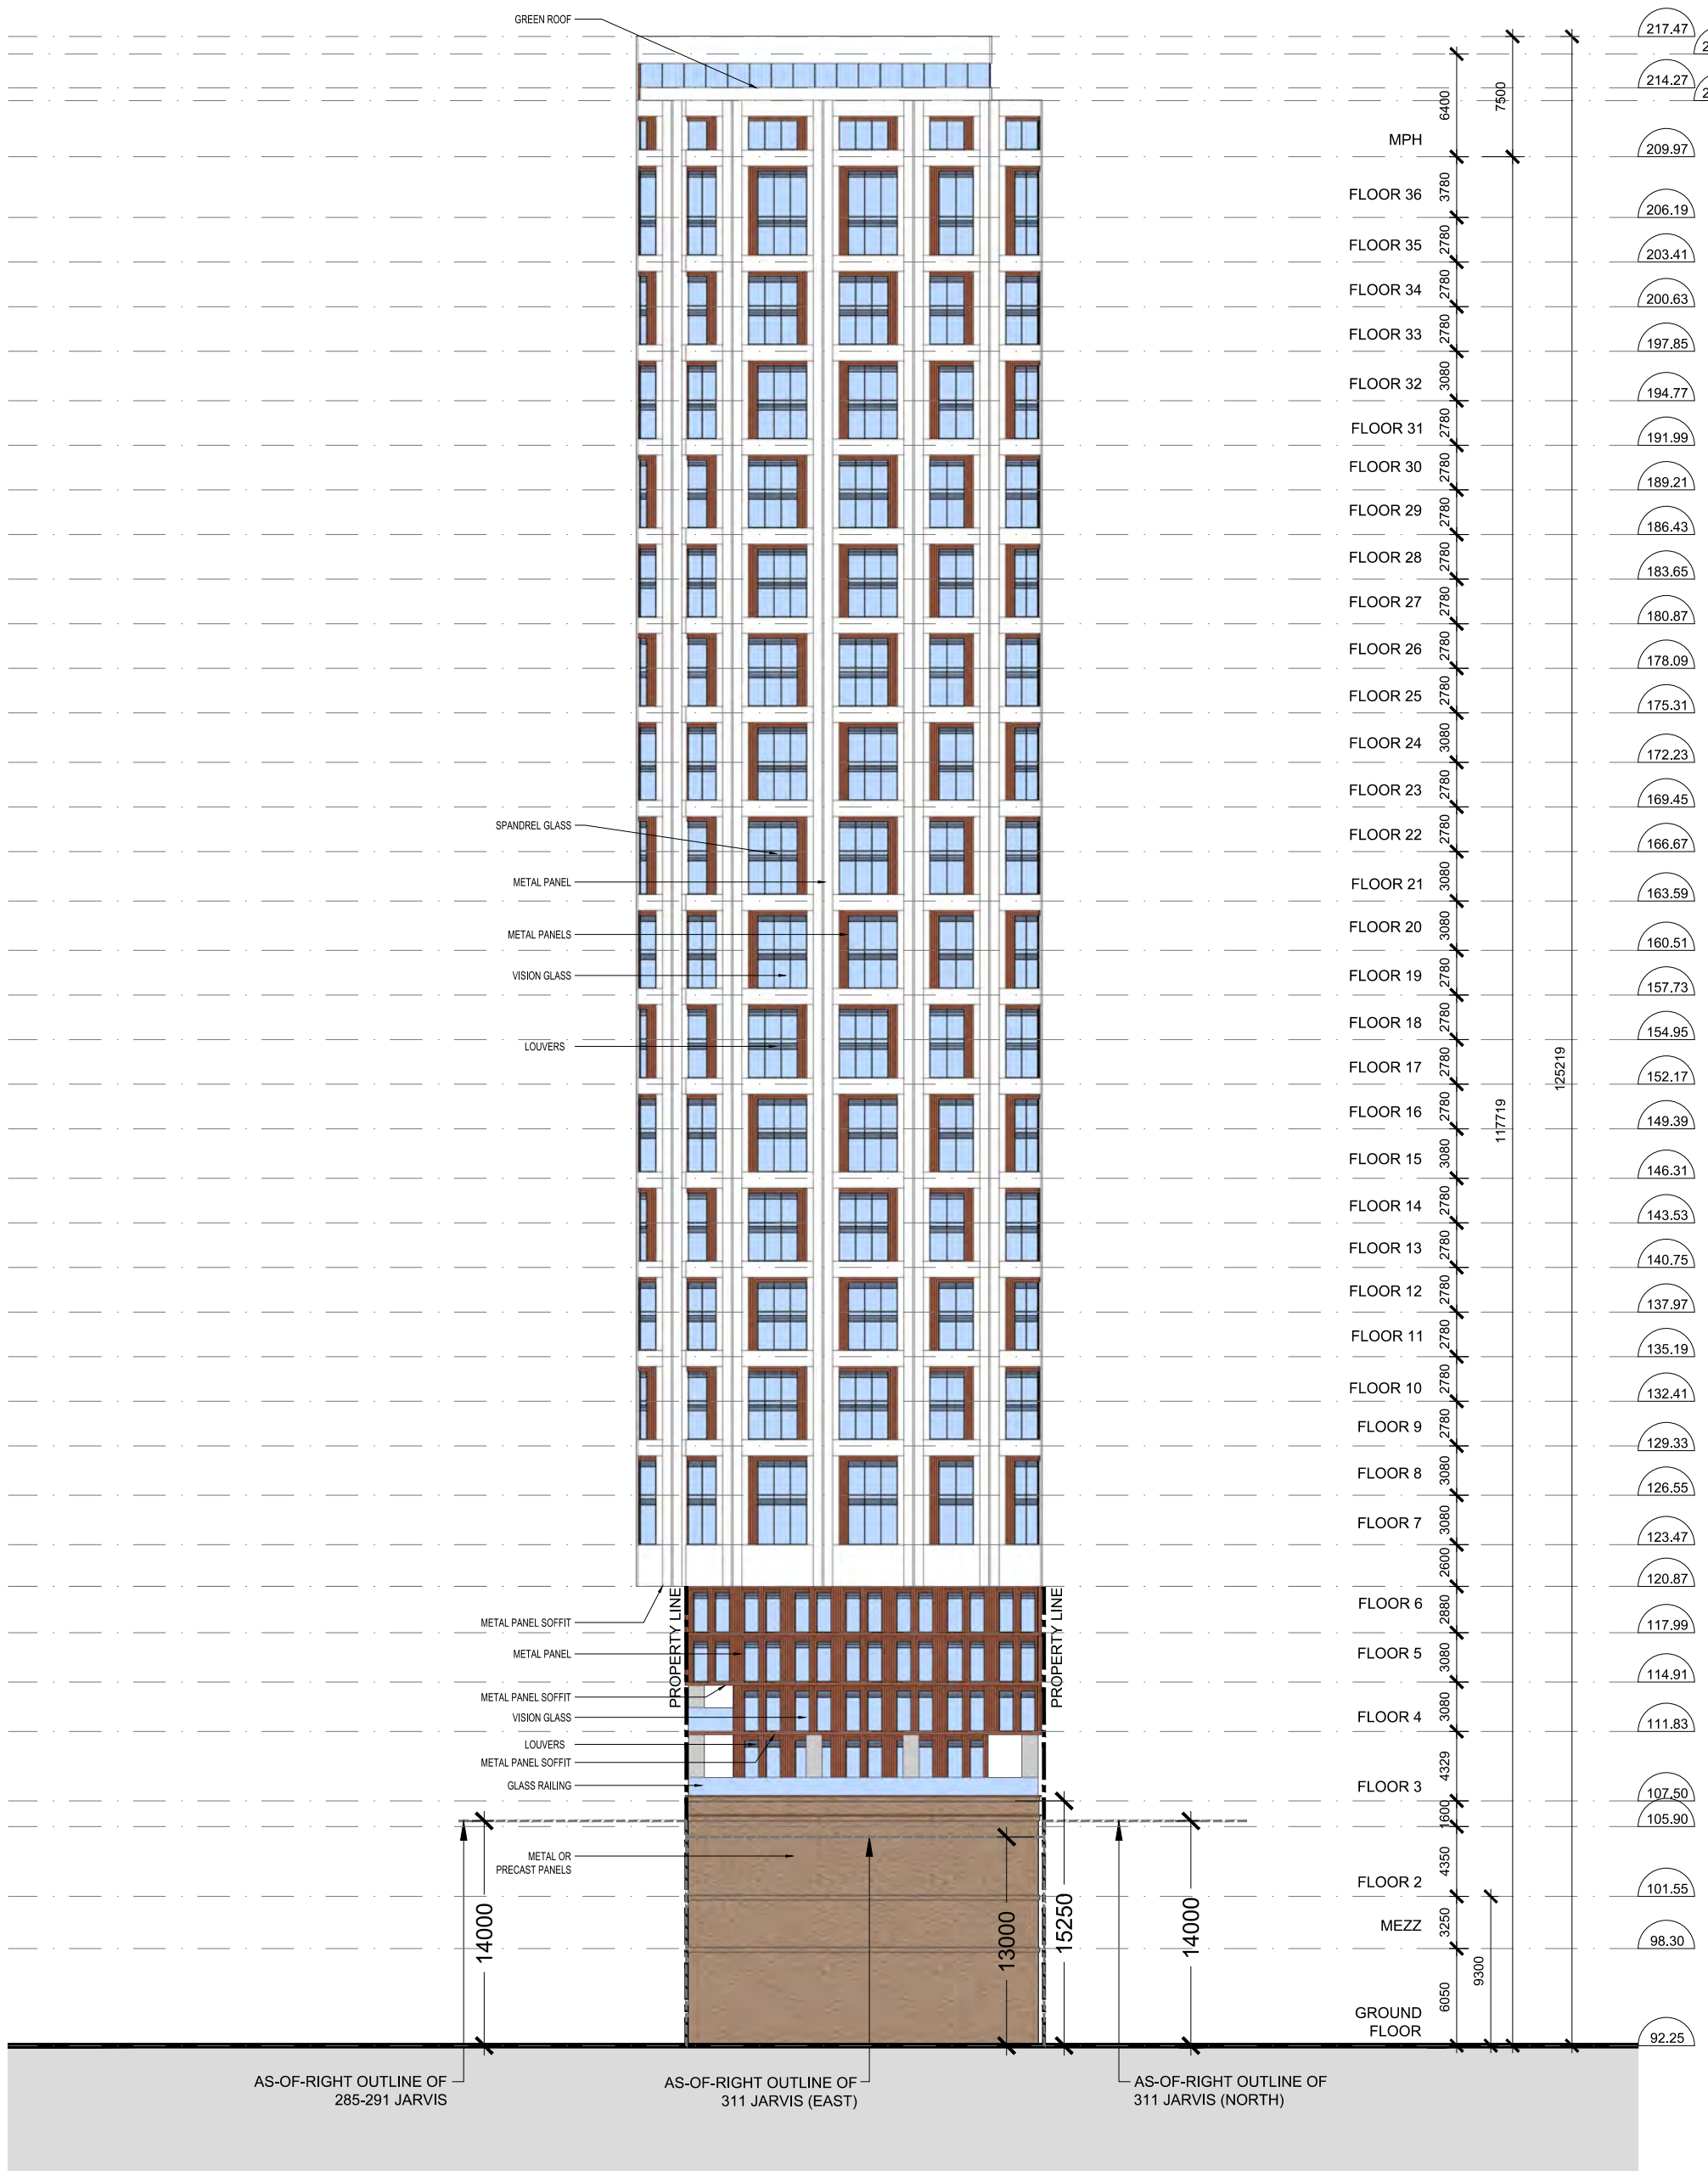 GREEN ROOF
217.47
2
214.27
2
6400
7500
MPH
209.97
FLOOR 36
3780
206.19
FLOOR 35
2780
203.41
FLOOR 34
2780
200.63
FLOOR 33
2780
197.85
FLOOR 32
3080
194.77
FLOOR 31
2780
191.99
FLOOR 30
2780
189.21
FLOOR 29
2780
186.43
FLOOR 28
2780
183.65
FLOOR 27
2780
180.87
FLOOR 26
2780
178.09
FLOOR 25
2780
175.31
FLOOR 24
3080
172.23
FLOOR 23
2780
169.45
SPANDREL GLASS
FLOOR 22
2780
166.67
METAL PANEL
FLOOR 21
3080
163.59
METAL PANELS
FLOOR 20
3080
160.51
VISION GLASS
FLOOR 19
2780
157.73
FLOOR 18
2780
154.95
LOUVERS
FLOOR 17
2780
152.17
125219
FLOOR 16
2780
149.39
117719
FLOOR 15
3080
146.31
FLOOR 14
2780
143.53
FLOOR 13
2780
140.75
FLOOR 12
2780
137.97
FLOOR 11
2780
135.19
FLOOR 10
2780
132.41
FLOOR 9
2780
129.33
FLOOR 8
3080
126.55
FLOOR 7
3080
123.47
2600
120.87
PROPERTY LINE
PROPERTY LINE
METAL PANEL SOFFIT
FLOOR 6
2880
117.99
METAL PANEL
FLOOR 5
3080
114.91
METAL PANEL SOFFIT
VISION GLASS
FLOOR 4
3080
111.83
LOUVERS
METAL PANEL SOFFIT
GLASS RAILING
FLOOR 3
4329
107.50
1600
105.90
METAL OR
PRECAST PANELS
4350
FLOOR 2
101.55
14000
13000
15250
14000
MEZZ
3250
98.30
9300
6050
GROUND
FLOOR
92.25
AS-OF-RIGHT OUTLINE OF
285-291 JARVIS
AS-OF-RIGHT OUTLINE OF
311 JARVIS (EAST)
AS-OF-RIGHT OUTLINE OF
311 JARVIS (NORTH)